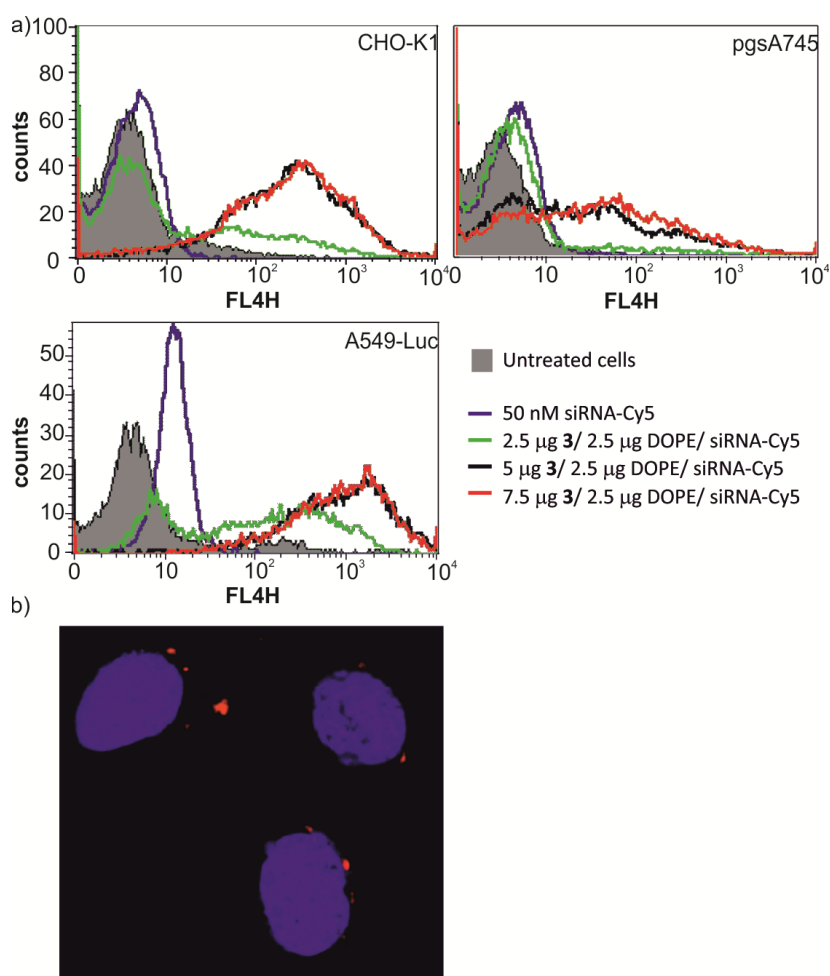 a)
CHO-K1
100
80
60
40
20
0
counts
0 10 10² 10³ 10⁴
FL4H
pgsA745
0 10 10² 10³ 10⁴
FL4H
A549-Luc
50
40
30
20
10
0
counts
0 10 10² 10³ 10⁴
FL4H
Untreated cells
50 nM siRNA-Cy5
2.5 µg 3/ 2.5 µg DOPE/ siRNA-Cy5
5 µg 3/ 2.5 µg DOPE/ siRNA-Cy5
7.5 µg 3/ 2.5 µg DOPE/ siRNA-Cy5
b)